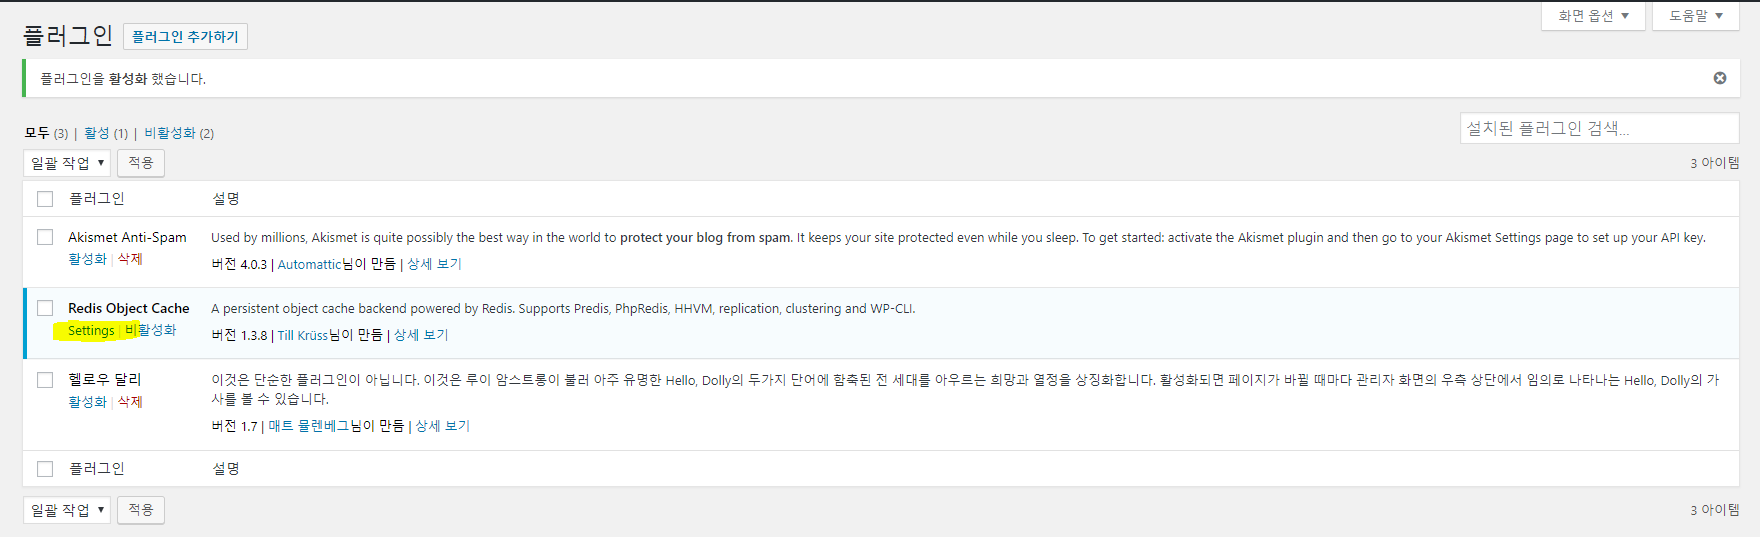 화면 옵션 ▼ 도움말 ▼
플러그인 플러그인 추가하기
플러그인을 활성화 했습니다.
모두 (3) | 활성 (1) | 비활성화 (2)
설치된 플러그인 검색...
일괄 작업 ▼ 적용
3 아이템
플러그인 설명
Akismet Anti-Spam Used by millions, Akismet is quite possibly the best way in the world to protect your blog from spam. It keeps your site protected even while you sleep. To get started: activate the Akismet plugin and then go to your Akismet Settings page to set up your API key.
활성화 | 삭제 버전 4.0.3 | Automattic님이 만듬 | 상세 보기
Redis Object Cache A persistent object cache backend powered by Redis. Supports Predis, PhpRedis, HHVM, replication, clustering and WP-CLI.
Settings | 비활성화 버전 1.3.8 | Till Krüss님이 만듬 | 상세 보기
헬로우 달리 이것은 단순한 플러그인이 아닙니다. 이것은 루이 암스트롱이 불러 아주 유명한 Hello, Dolly의 두가지 단어에 함축된 전 세대를 아우르는 희망과 열정을 상징화합니다. 활성화되면 페이지가 바뀔 때마다 관리자 화면의 우측 상단에서 임의로 나타나는 Hello, Dolly의 가
활성화 | 삭제 사를 볼 수 있습니다.
버전 1.7 | 매트 뮬렌베그님이 만듬 | 상세 보기
플러그인 설명
일괄 작업 ▼ 적용
3 아이템